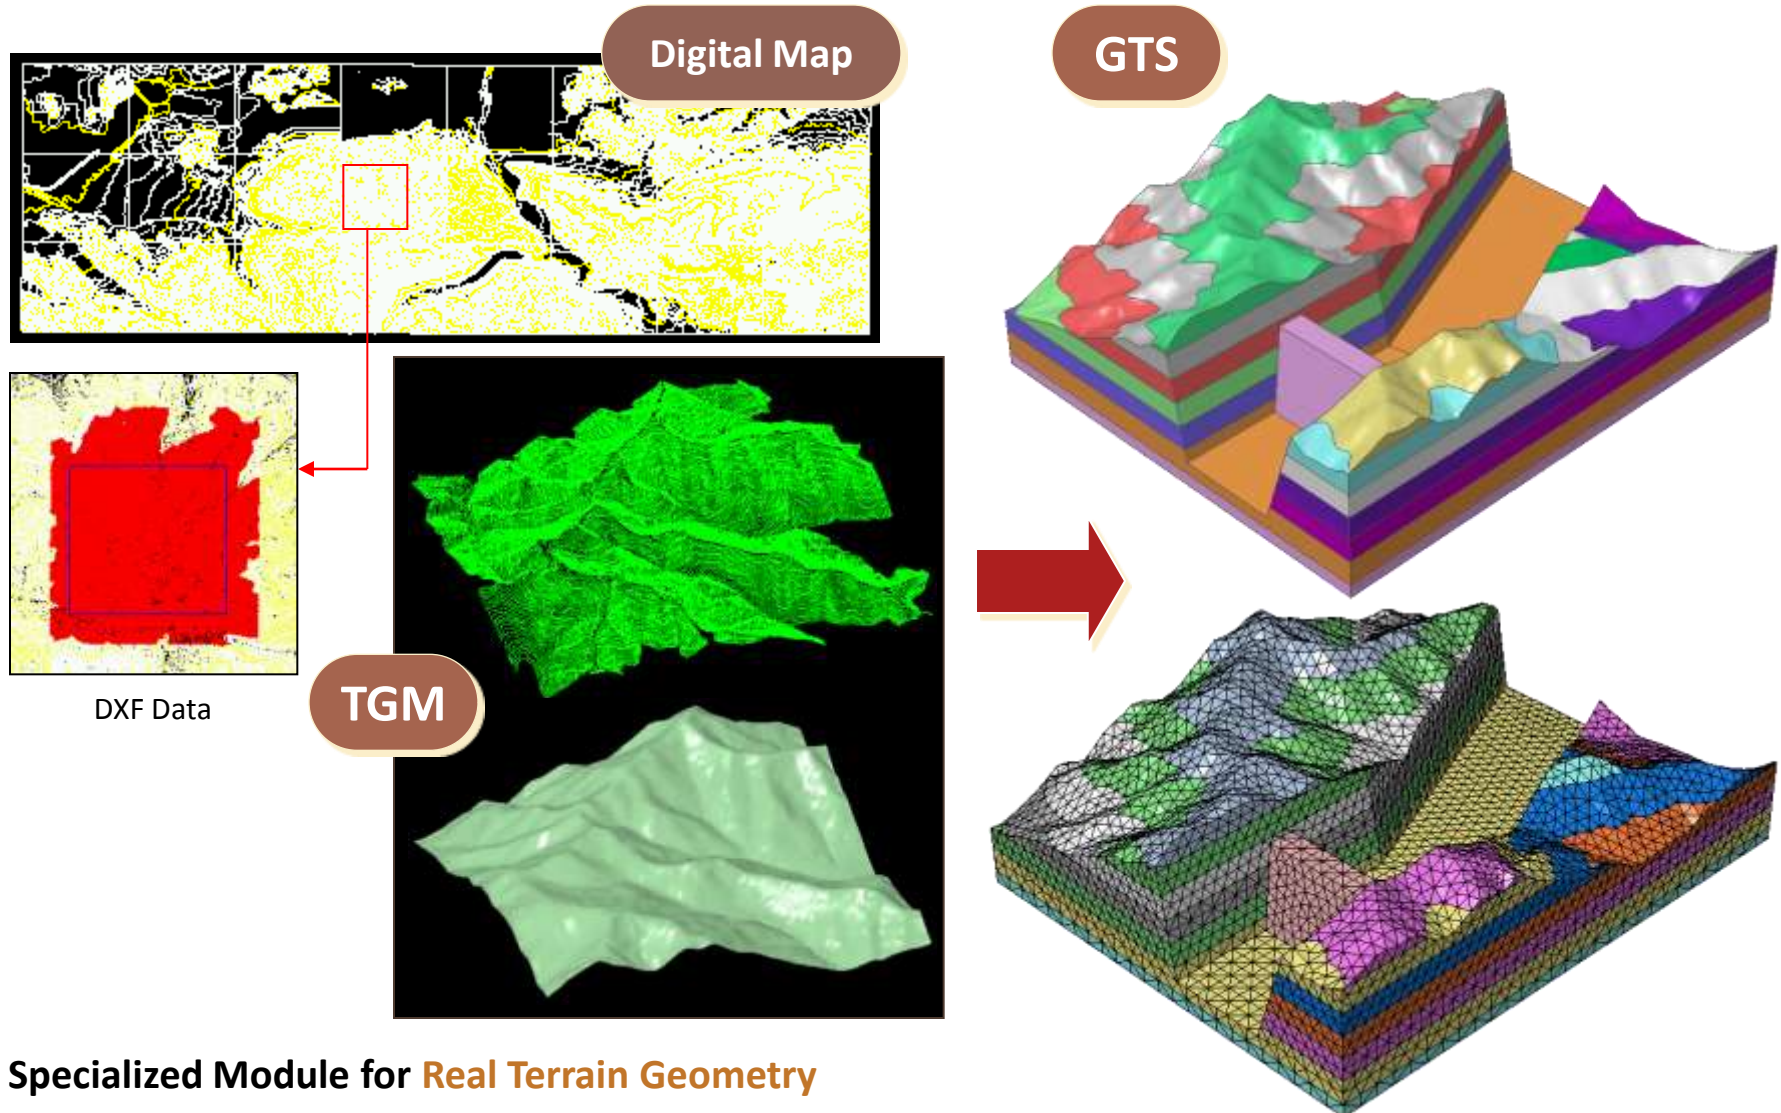 Digital Map
GTS
DXF Data
TGM
Specialized Module for Real Terrain Geometry